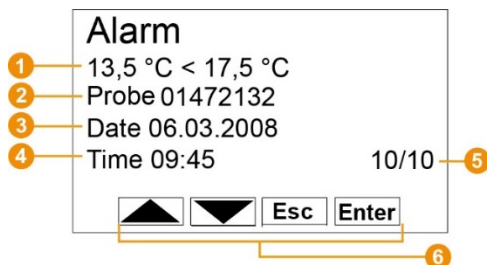 Alarm
1 13,5 °C < 17,5 °C
2 Probe 01472132
3 Date 06.03.2008
4 Time 09:45 10/10 5
Esc Enter
6